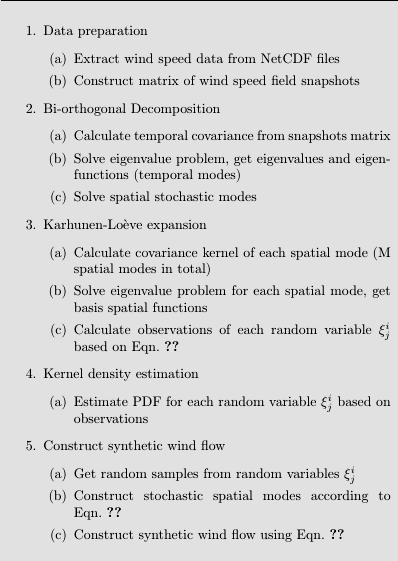 1. Data preparation
(a) Extract wind speed data from NetCDF files
(b) Construct matrix of wind speed field snapshots
2. Bi-orthogonal Decomposition
(a) Calculate temporal covariance from snapshots matrix
(b) Solve eigenvalue problem, get eigenvalues and eigen-
functions (temporal modes)
(c) Solve spatial stochastic modes
3. Karhunen-Loève expansion
(a) Calculate covariance kernel of each spatial mode (M
spatial modes in total)
(b) Solve eigenvalue problem for each spatial mode, get
basis spatial functions
(c) Calculate observations of each random variable ξ_j^i
based on Eqn. ??
4. Kernel density estimation
(a) Estimate PDF for each random variable ξ_j^i based on
observations
5. Construct synthetic wind flow
(a) Get random samples from random variables ξ_j^i
(b) Construct stochastic spatial modes according to
Eqn. ??
(c) Construct synthetic wind flow using Eqn. ??